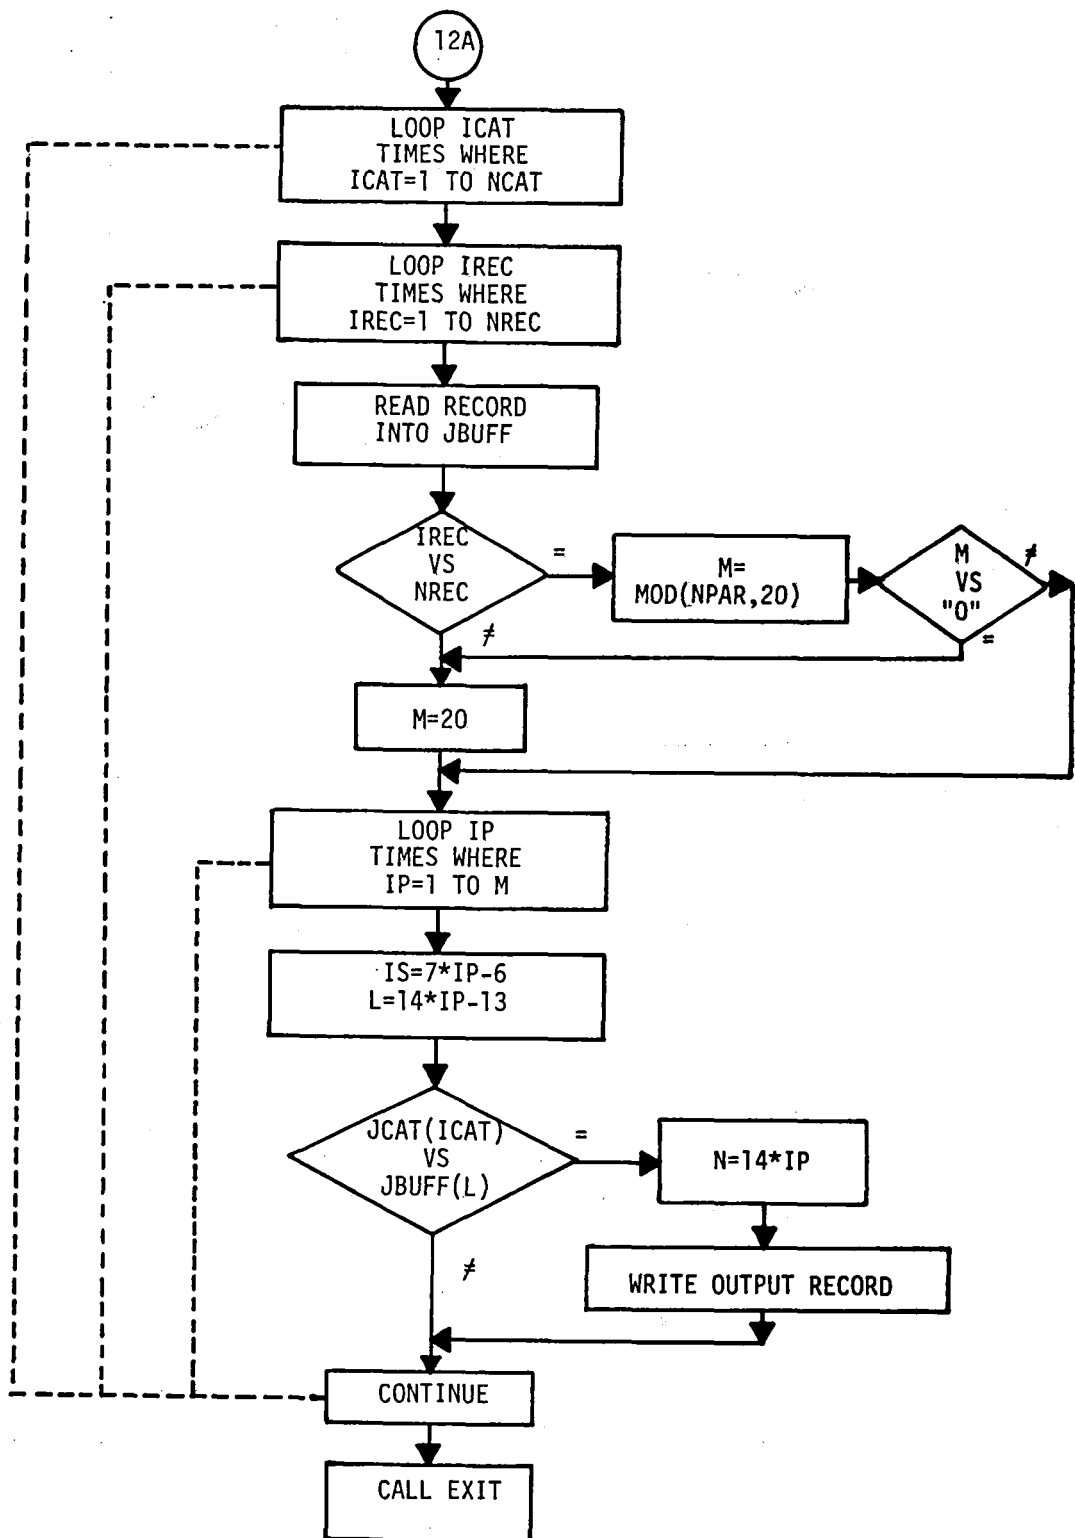 12A
LOOP ICAT
TIMES WHERE
ICAT=1 TO NCAT
LOOP IREC
TIMES WHERE
IREC=1 TO NREC
READ RECORD
INTO JBUFF
IREC
VS
NREC
=
≠
M=
MOD(NPAR,20)
M
VS
"0"
≠
=
M=20
LOOP IP
TIMES WHERE
IP=1 TO M
IS=7*IP-6
L=14*IP-13
JCAT(ICAT)
VS
JBUFF(L)
=
≠
N=14*IP
WRITE OUTPUT RECORD
CONTINUE
CALL EXIT